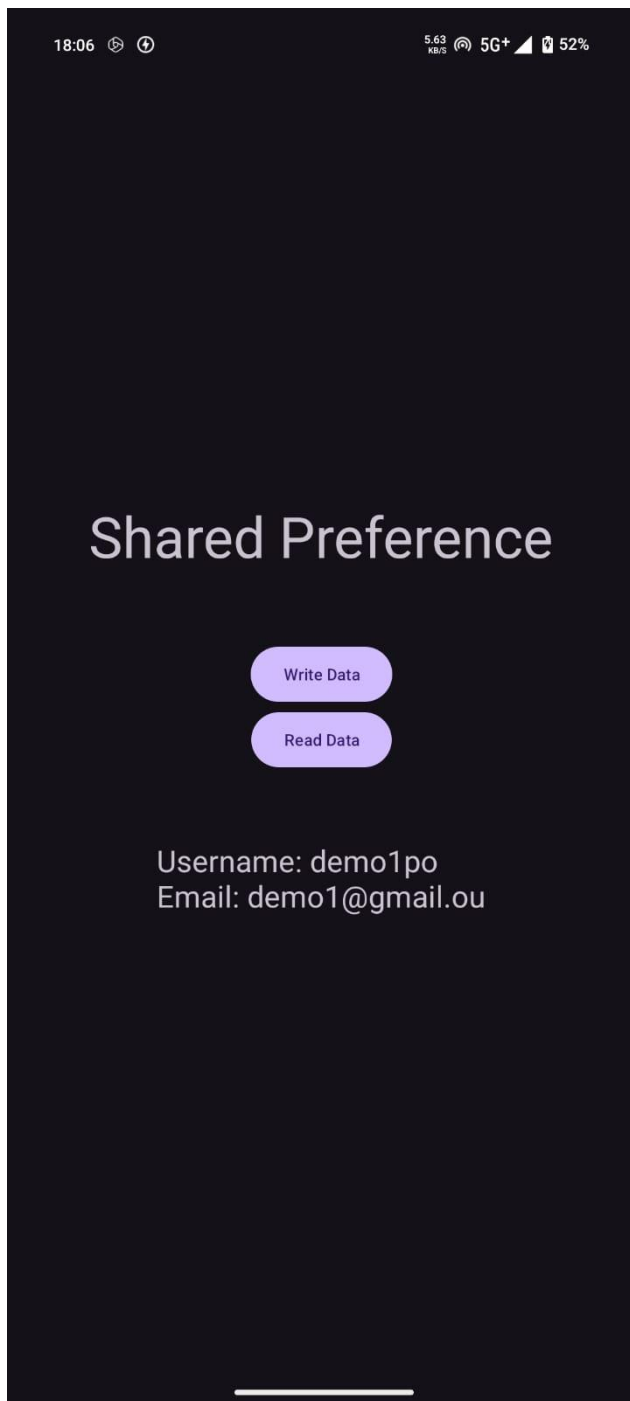 18:06
5.63
KB/S
5G+
52%
Shared Preference
Write Data
Read Data
Username: demo1po
Email: demo1@gmail.ou